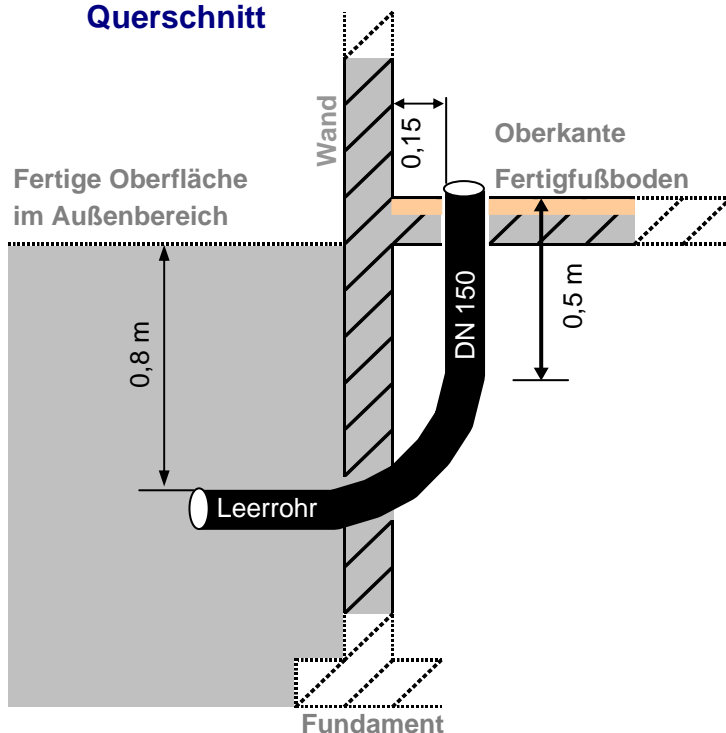 Querschnitt
Wand
0,15
Oberkante
Fertigfußboden
Fertige Oberfläche
im Außenbereich
0,8 m
DN 150
0,5 m
Leerrohr
Fundament